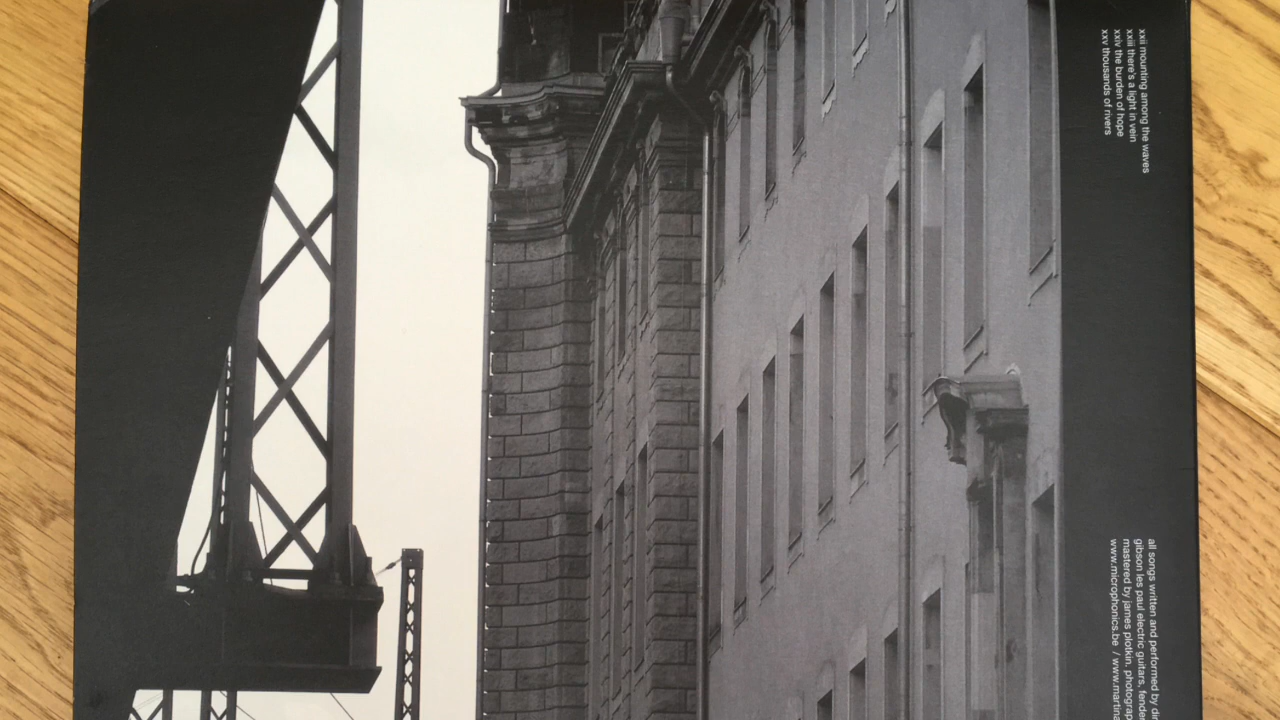 xxii mounting among the waves
xxiii there's a light in vein
xxiv the burden of hope
xxv thousands of rivers
all songs written and performed by
gibson les paul electric guitars, fender
mastered by james plotkin.
www.microphonics.be / www.martina